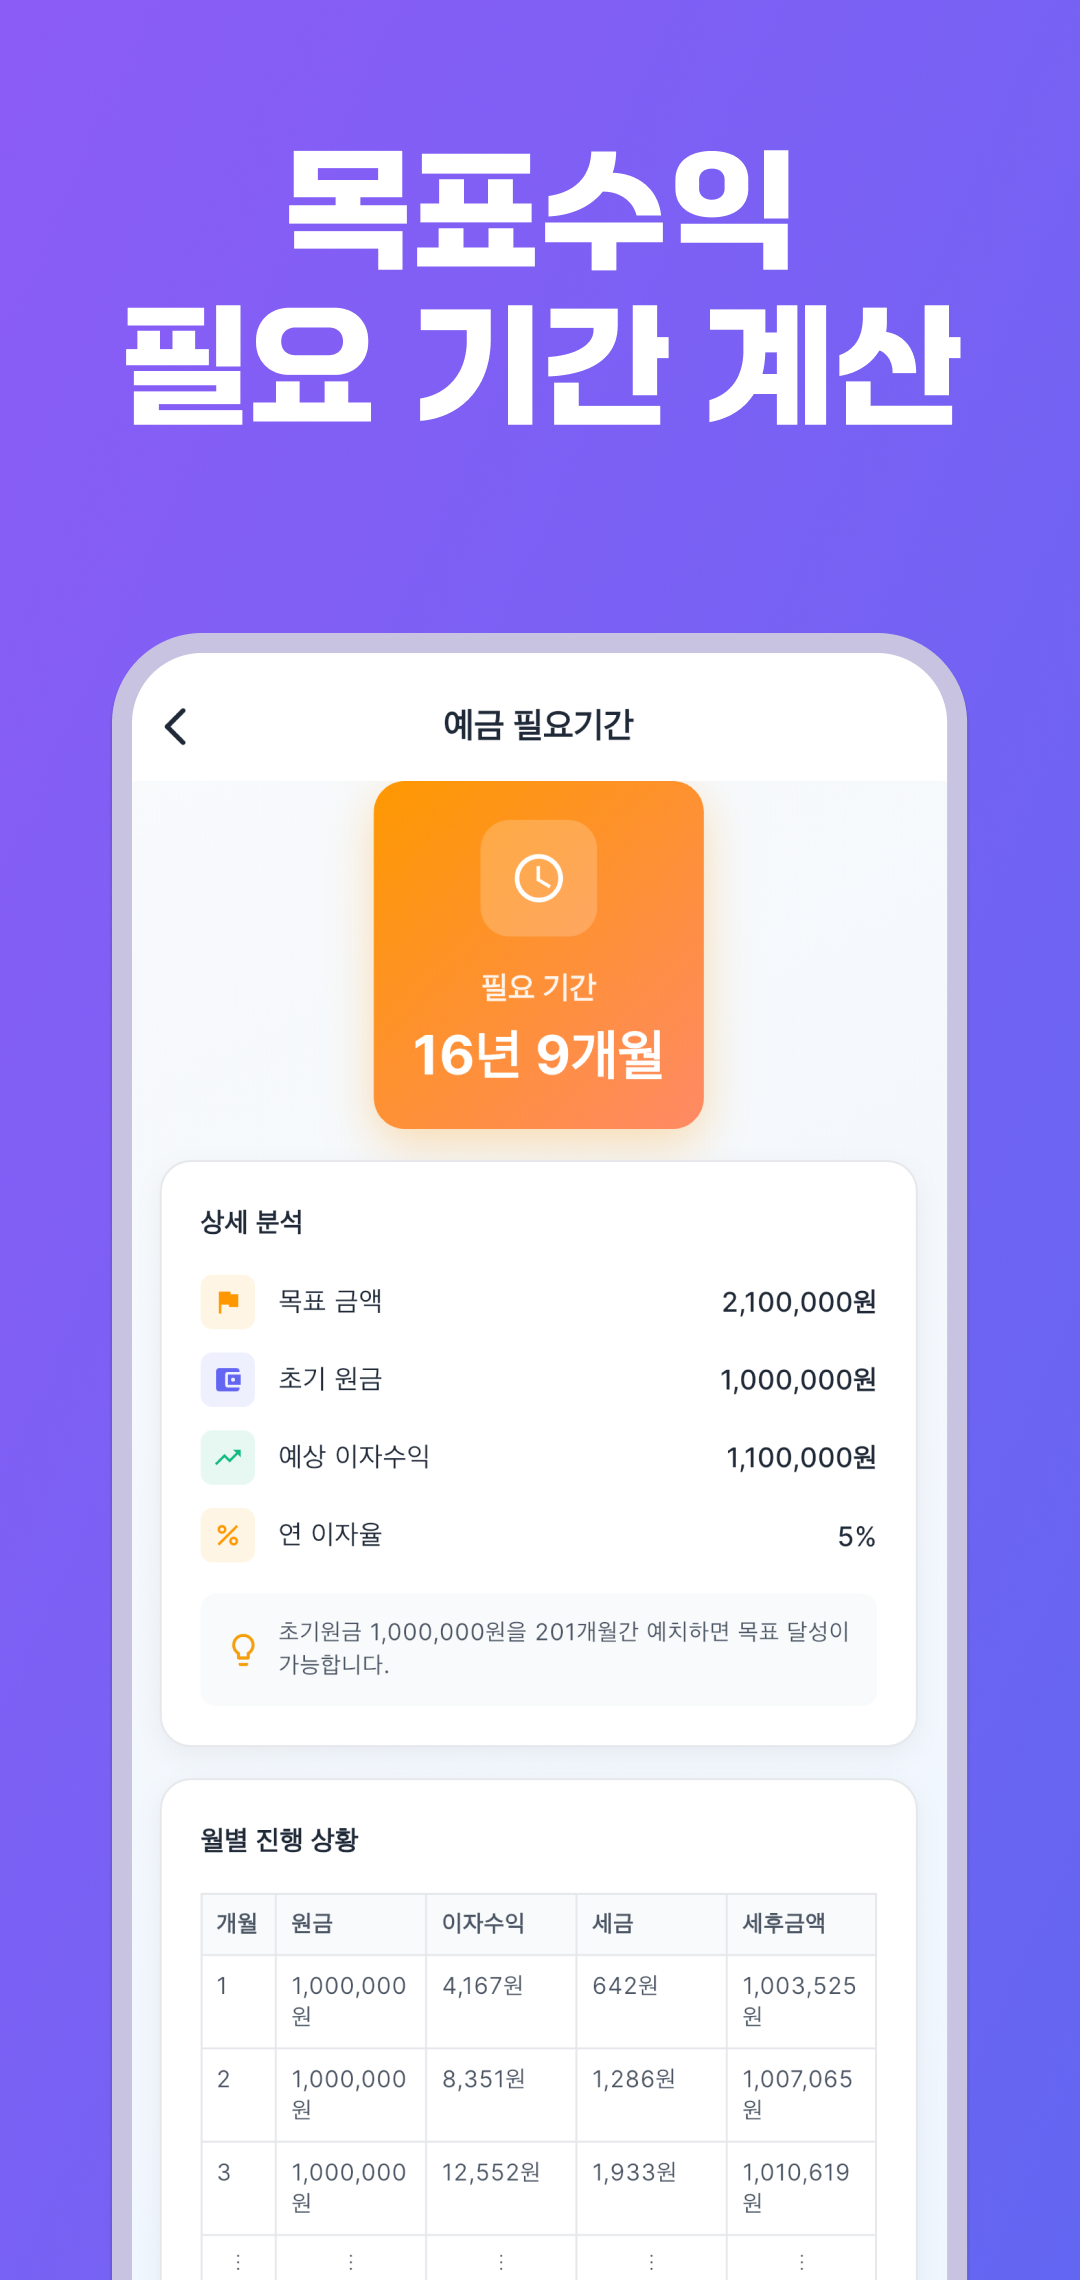 목표수익
필요 기간 계산
예금 필요기간
필요 기간
16년 9개월
상세 분석
목표 금액 2,100,000원
초기 원금 1,000,000원
예상 이자수익 1,100,000원
연 이자율 5%
초기원금 1,000,000원을 201개월간 예치하면 목표 달성이
가능합니다.
월별 진행 상황
개월 원금 이자수익 세금 세후금액
1 1,000,000원 4,167원 642원 1,003,525원
2 1,000,000원 8,351원 1,286원 1,007,065원
3 1,000,000원 12,552원 1,933원 1,010,619원
⋮ ⋮ ⋮ ⋮ ⋮